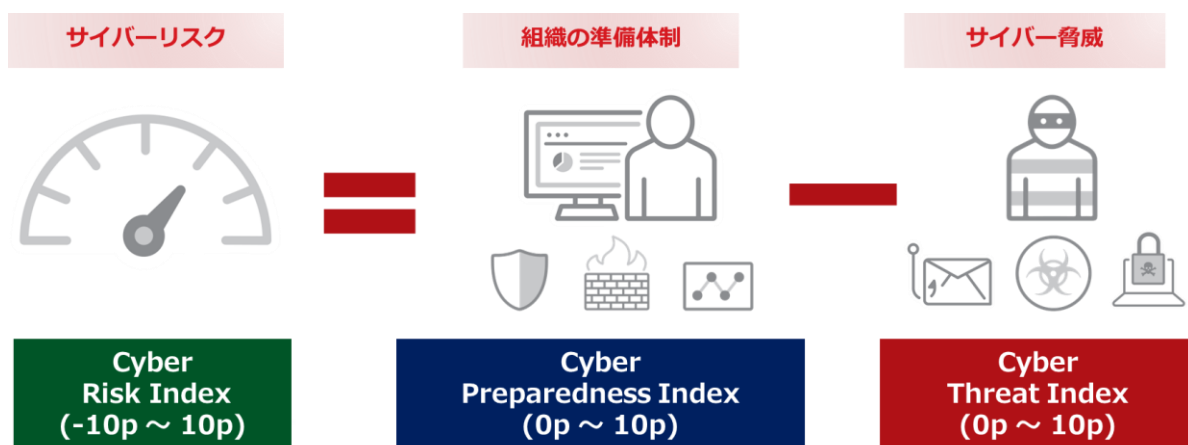 サイバーリスク
組織の準備体制
サイバー脅威
Cyber
Risk Index
(-10p ～ 10p)
Cyber
Preparedness Index
(0p ～ 10p)
Cyber
Threat Index
(0p ～ 10p)